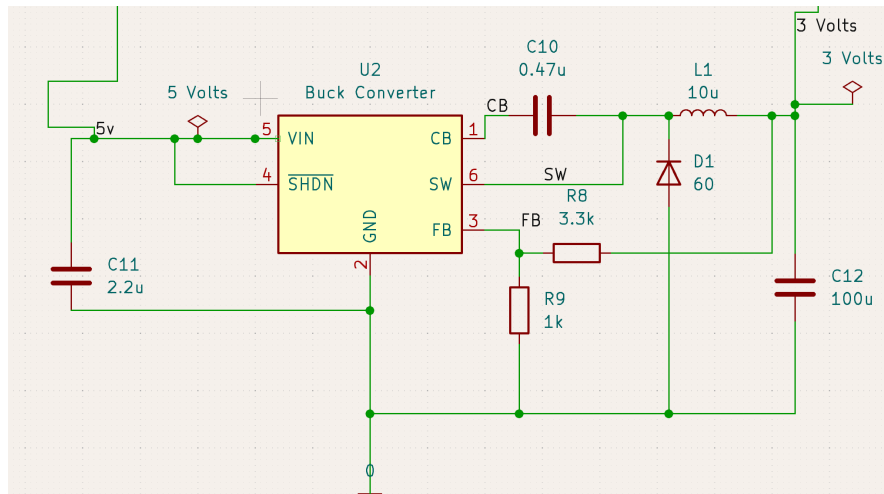 3 Volts
C10
0.47u
3 Volts
U2
Buck Converter
L1
10u
5 Volts
CB
5v
5
VIN
CB
1
4
SHDN
SW
6
SW
D1
60
R8
3.3k
GND
FB
3
FB
2
C11
2.2u
R9
1k
C12
100u
0